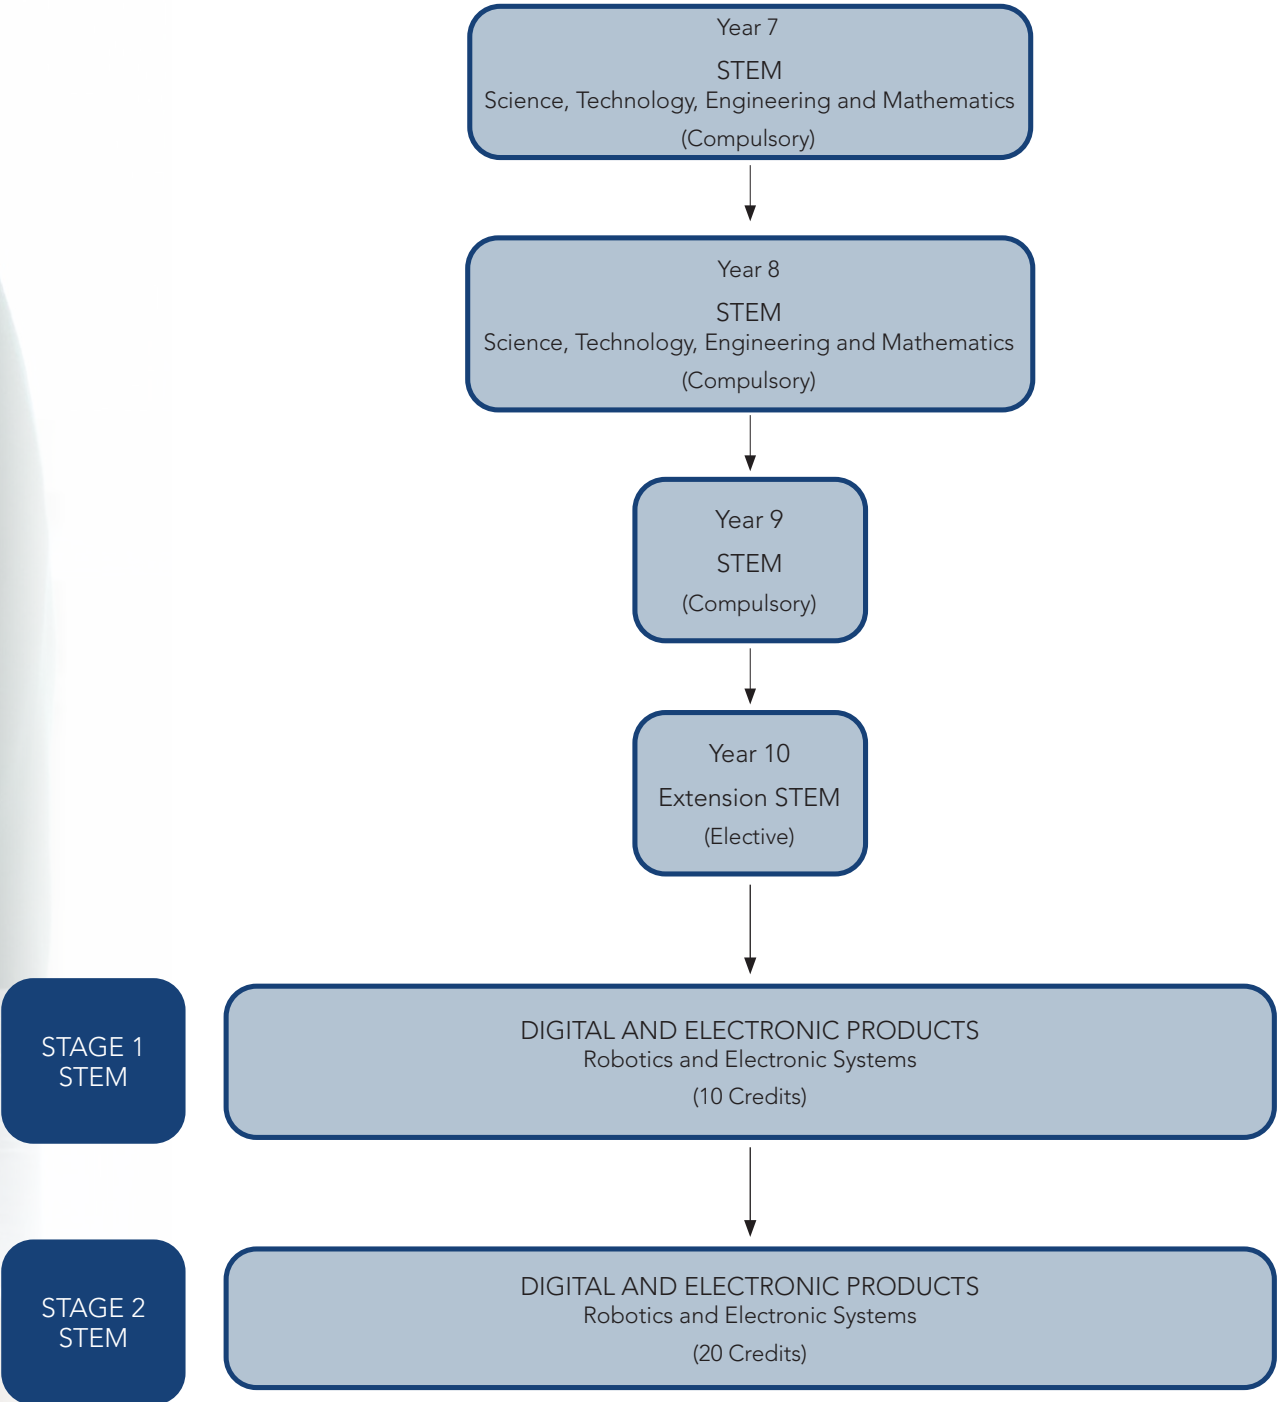 Year 7
STEM
Science, Technology, Engineering and Mathematics
(Compulsory)
Year 8
STEM
Science, Technology, Engineering and Mathematics
(Compulsory)
Year 9
STEM
(Compulsory)
Year 10
Extension STEM
(Elective)
STAGE 1
STEM
DIGITAL AND ELECTRONIC PRODUCTS
Robotics and Electronic Systems
(10 Credits)
STAGE 2
STEM
DIGITAL AND ELECTRONIC PRODUCTS
Robotics and Electronic Systems
(20 Credits)